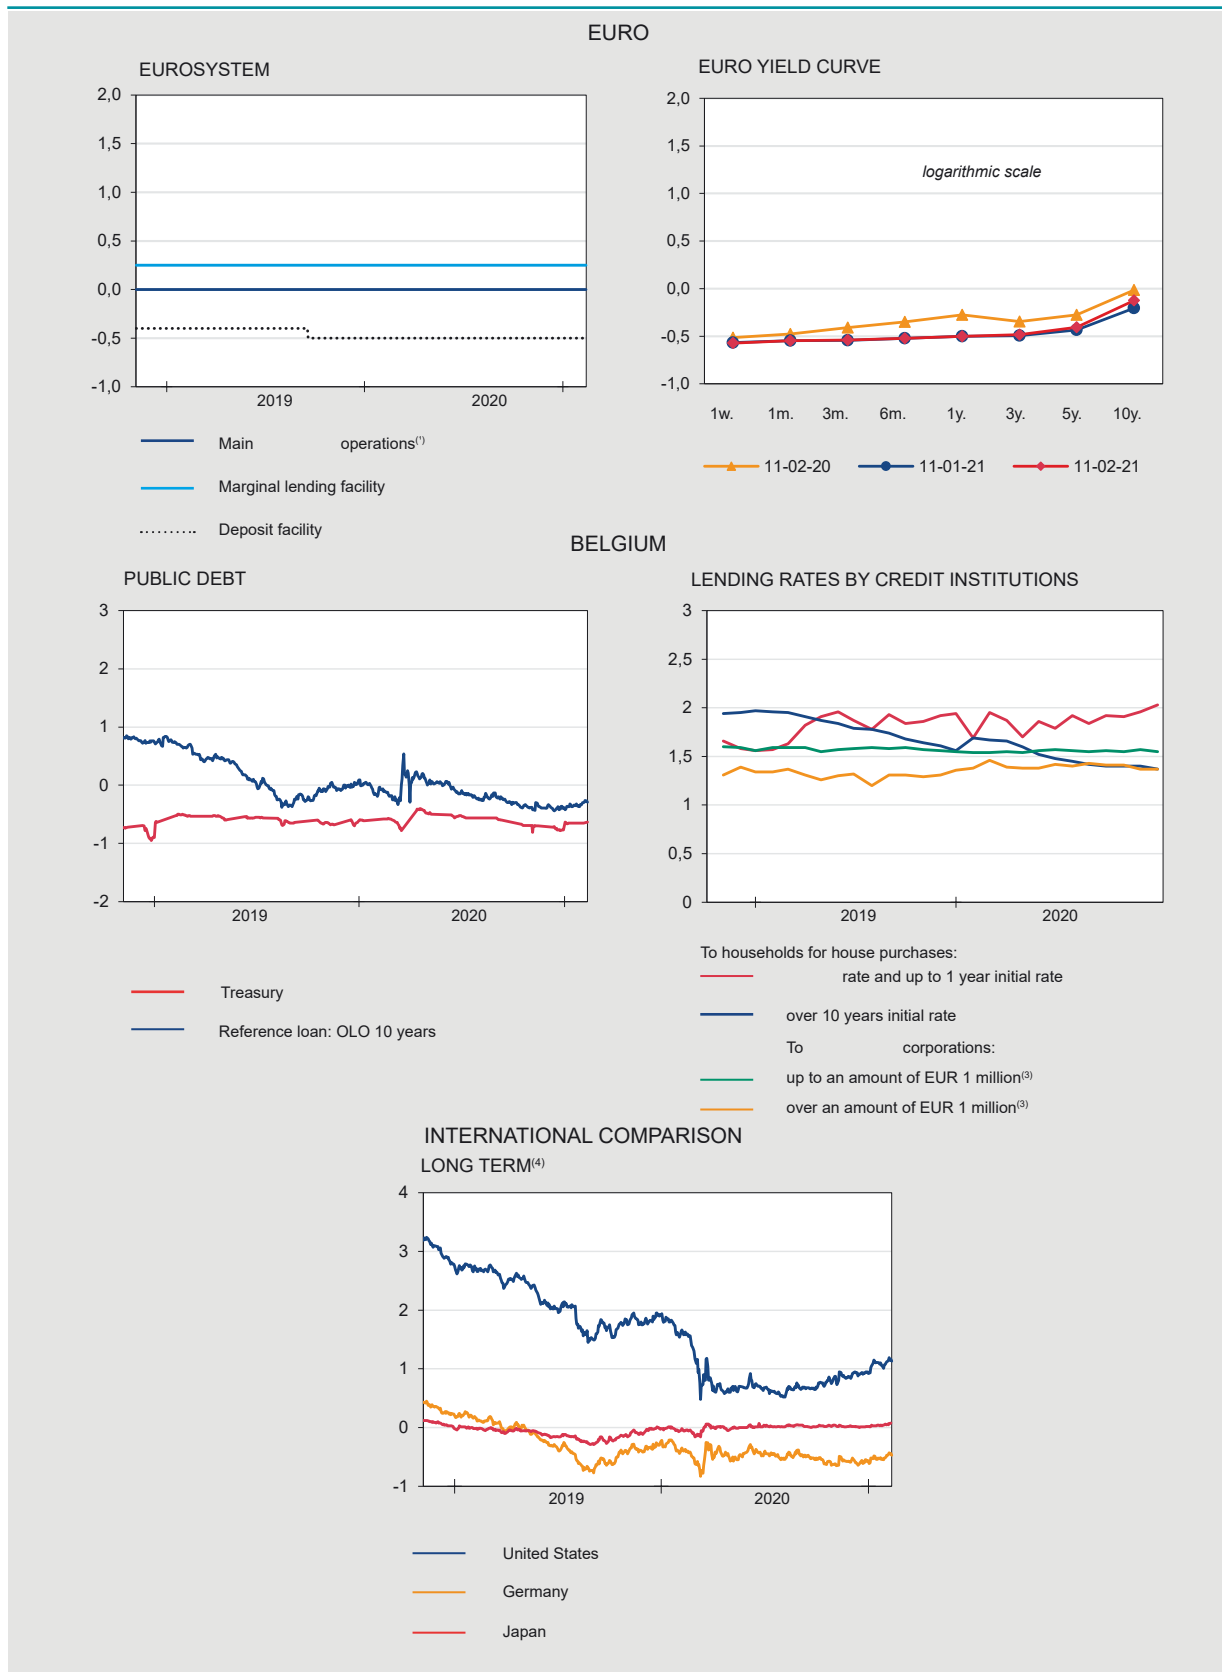 EURO
EUROSYSTEM
2,0
1,5
1,0
0,5
0,0
-0,5
-1,0
2019 2020
Main operations(¹)
Marginal lending facility
Deposit facility
EURO YIELD CURVE
2,0
1,5
1,0
0,5
0,0
-0,5
-1,0
logarithmic scale
1w. 1m. 3m. 6m. 1y. 3y. 5y. 10y.
11-02-20 11-01-21 11-02-21
BELGIUM
PUBLIC DEBT
3
2
1
0
-1
-2
2019 2020
Treasury
Reference loan: OLO 10 years
LENDING RATES BY CREDIT INSTITUTIONS
3
2,5
2
1,5
1
0,5
0
2019 2020
To households for house purchases:
rate and up to 1 year initial rate
over 10 years initial rate
To corporations:
up to an amount of EUR 1 million(3)
over an amount of EUR 1 million(3)
INTERNATIONAL COMPARISON
LONG TERM(4)
4
3
2
1
0
-1
2019 2020
United States
Germany
Japan